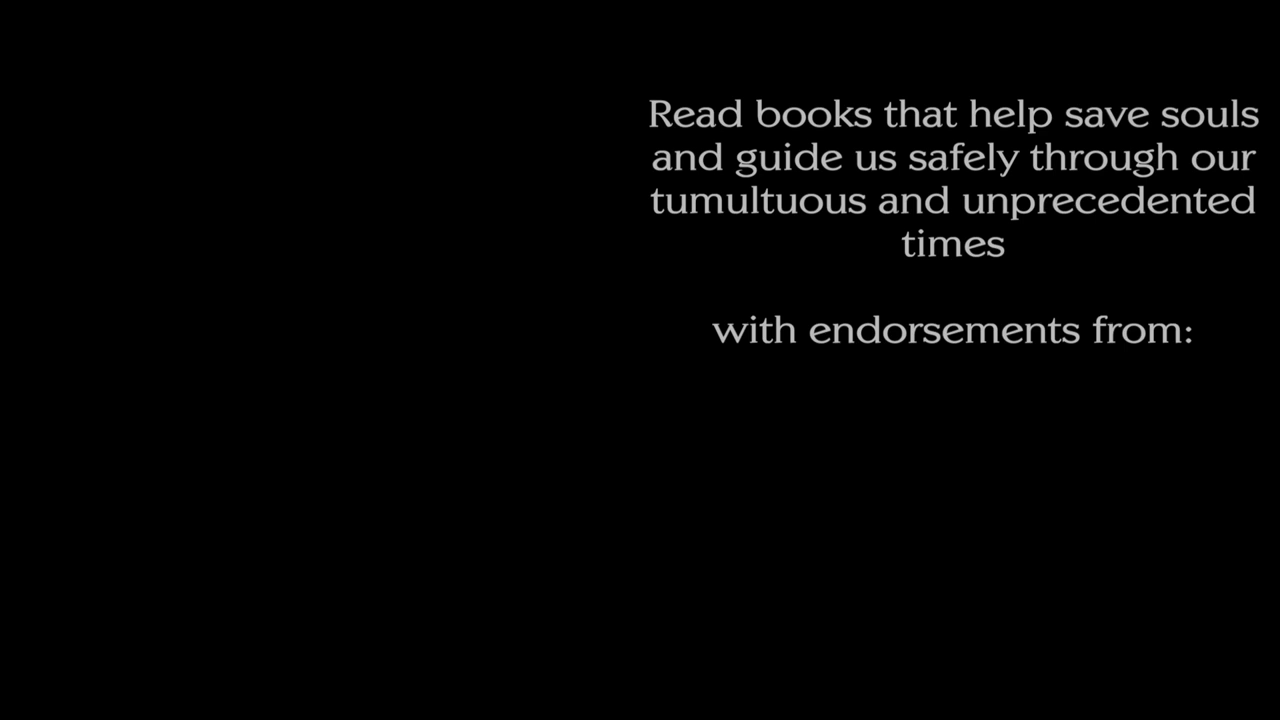 Read books that help save souls
and guide us safely through our
tumultuous and unprecedented
times
with endorsements from: